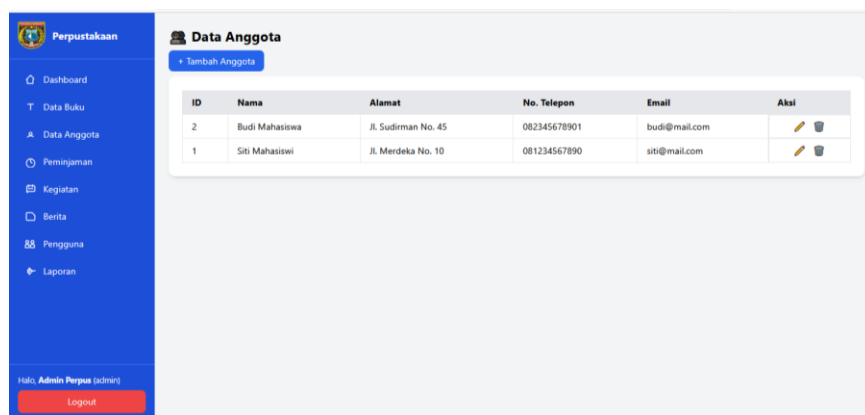 Perpustakaan
Dashboard
Data Buku
Data Anggota
Peminjaman
Kegiatan
Berita
Pengguna
Laporan
Halo, Admin Perpus (admin)
Logout
Data Anggota
+ Tambah Anggota
ID Nama Alamat No. Telepon Email Aksi
2 Budi Mahasiswa Jl. Sudirman No. 45 082345678901 budi@mail.com
1 Siti Mahasiswi Jl. Merdeka No. 10 081234567890 siti@mail.com